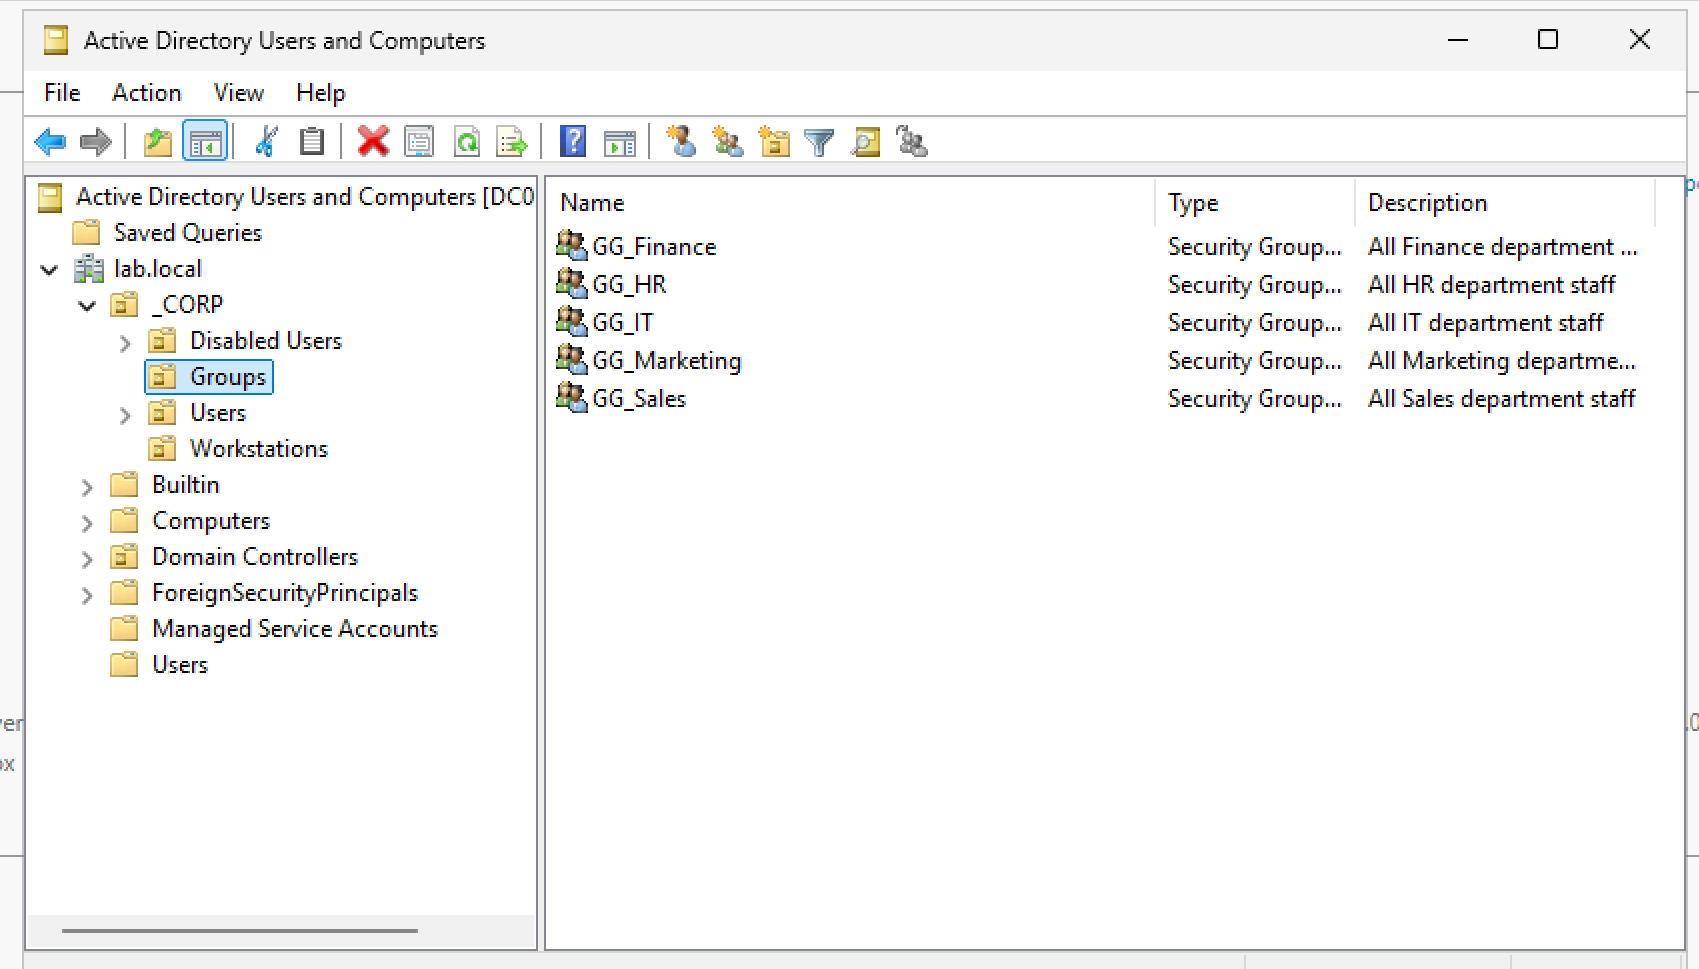 Active Directory Users and Computers
File Action View Help
Active Directory Users and Computers [DC0
Saved Queries
lab.local
_CORP
Disabled Users
Groups
Users
Workstations
Builtin
Computers
Domain Controllers
ForeignSecurityPrincipals
Managed Service Accounts
Users
Name Type Description
GG_Finance Security Group... All Finance department ...
GG_HR Security Group... All HR department staff
GG_IT Security Group... All IT department staff
GG_Marketing Security Group... All Marketing departme...
GG_Sales Security Group... All Sales department staff